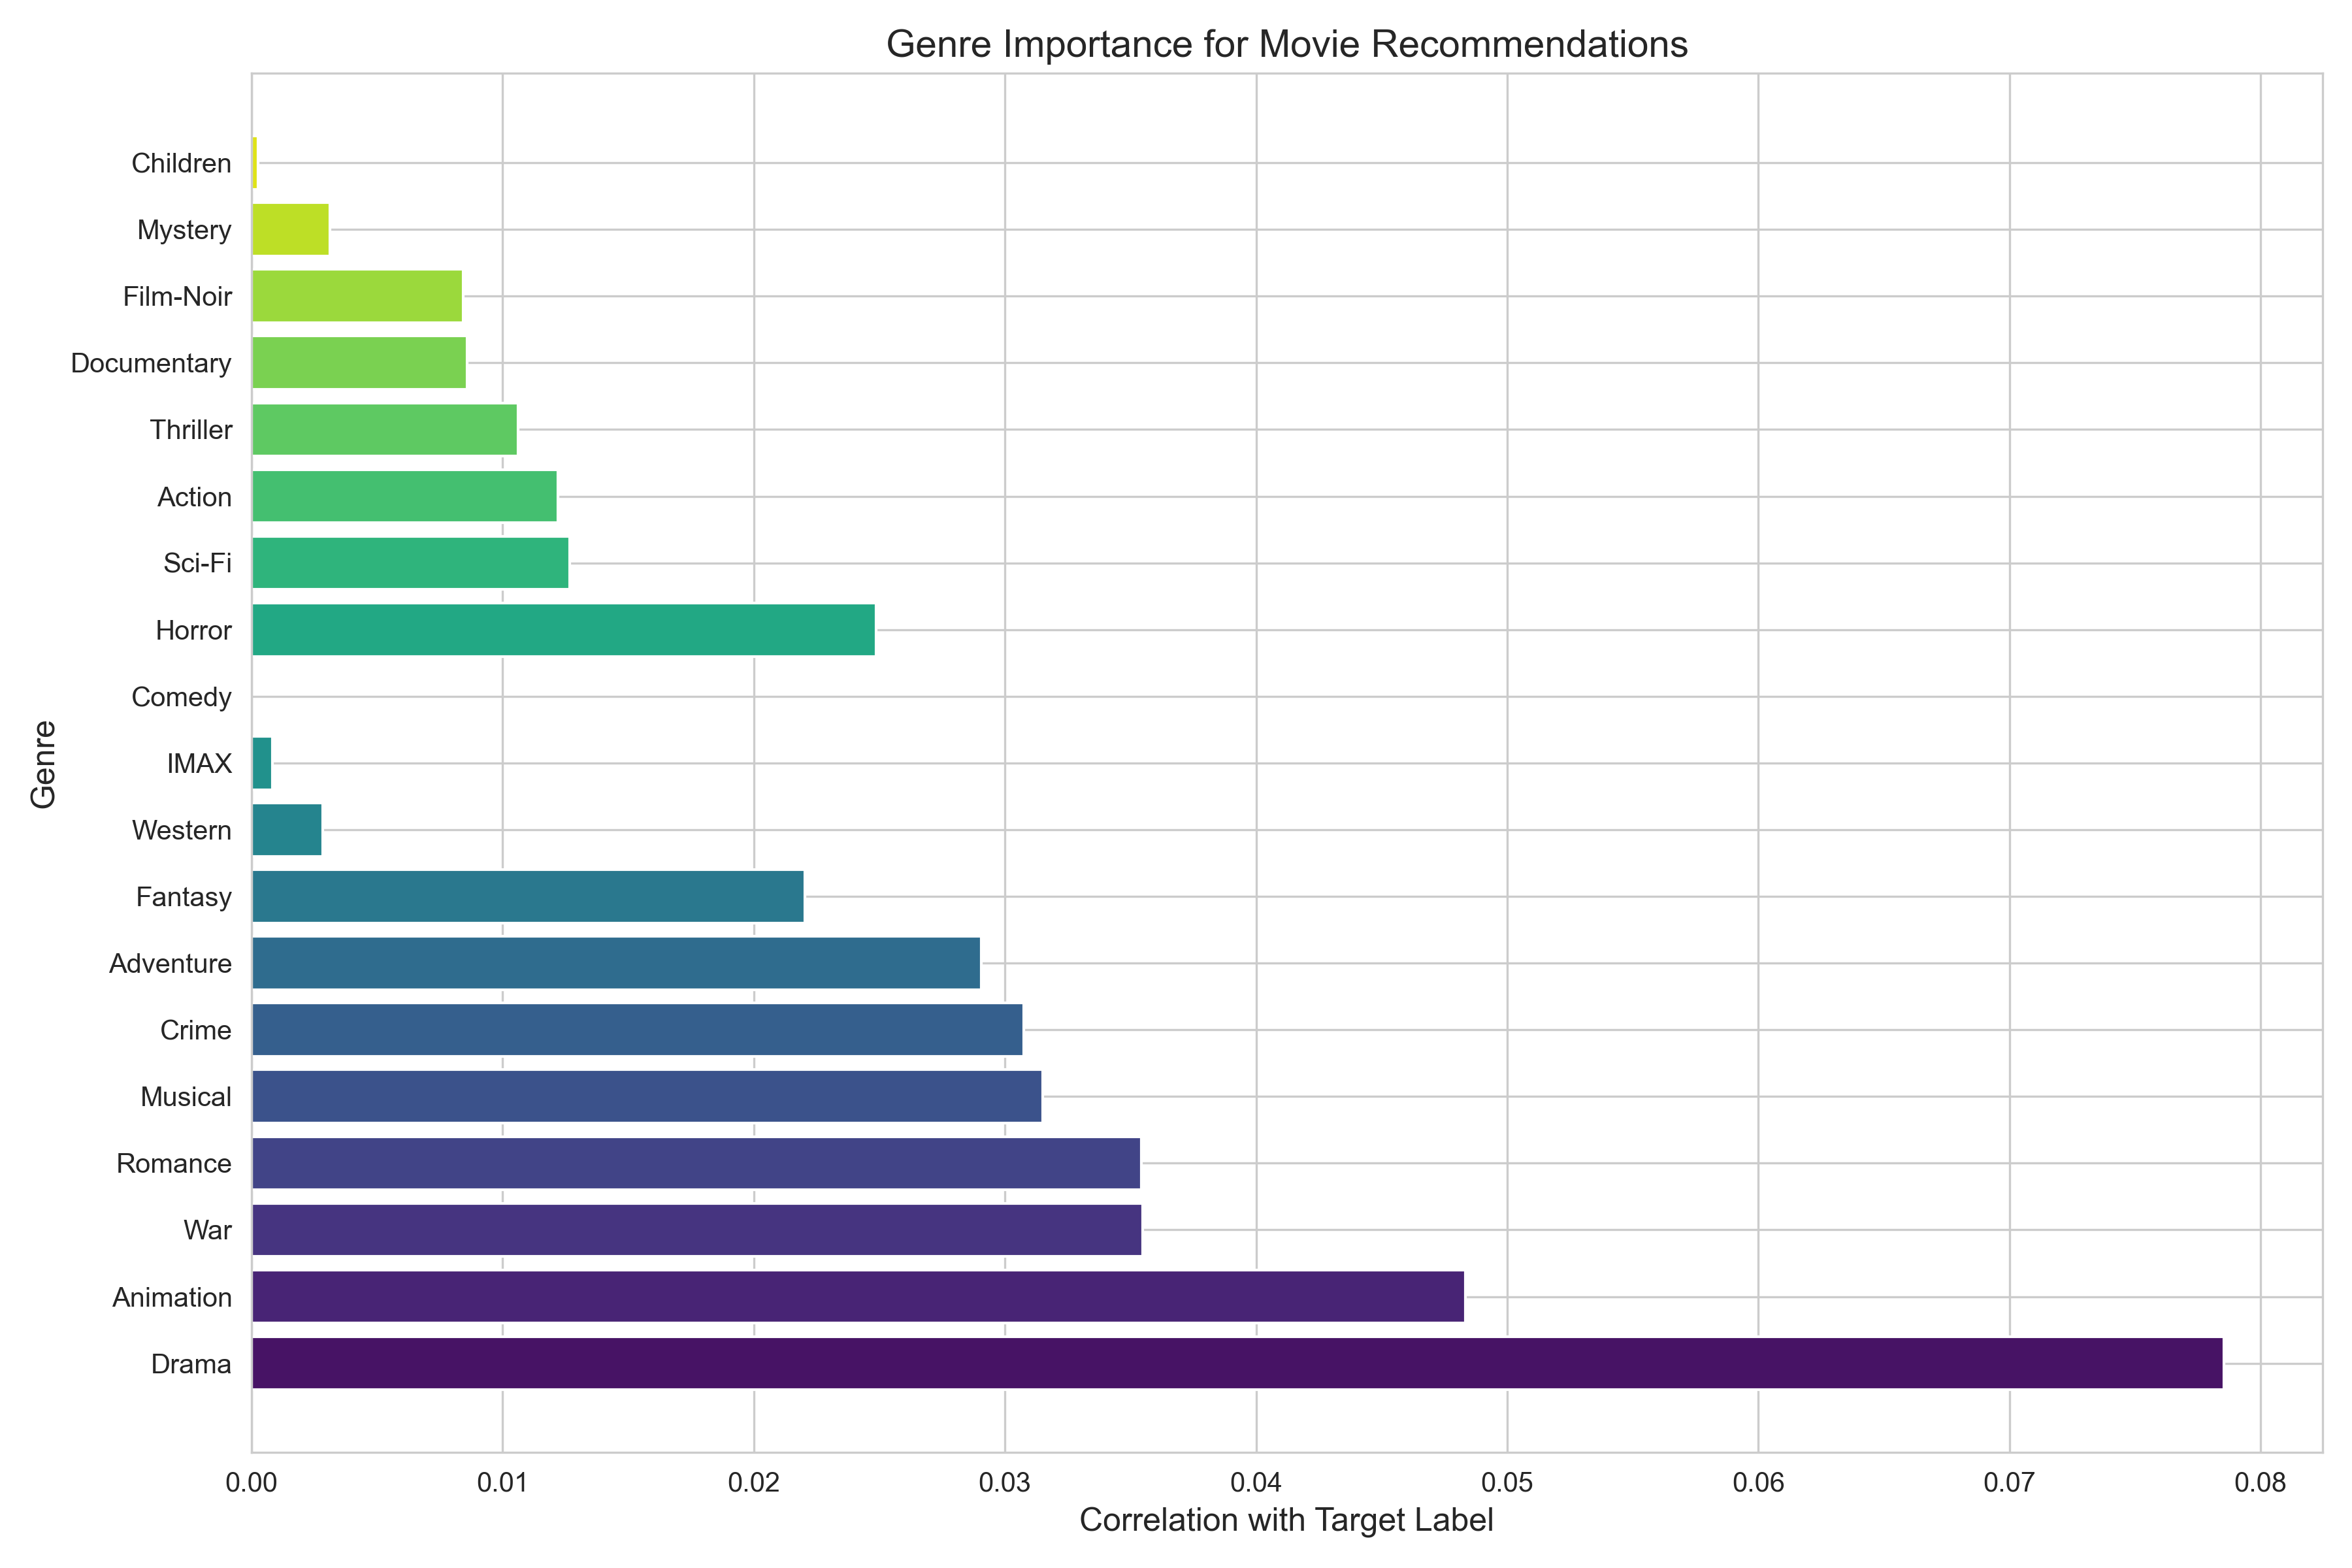 Genre Importance for Movie Recommendations
Children
Mystery
Film-Noir
Documentary
Thriller
Action
Sci-Fi
Horror
Comedy
IMAX
Western
Fantasy
Adventure
Crime
Musical
Romance
War
Animation
Drama
Genre
0.00 0.01 0.02 0.03 0.04 0.05 0.06 0.07 0.08
Correlation with Target Label